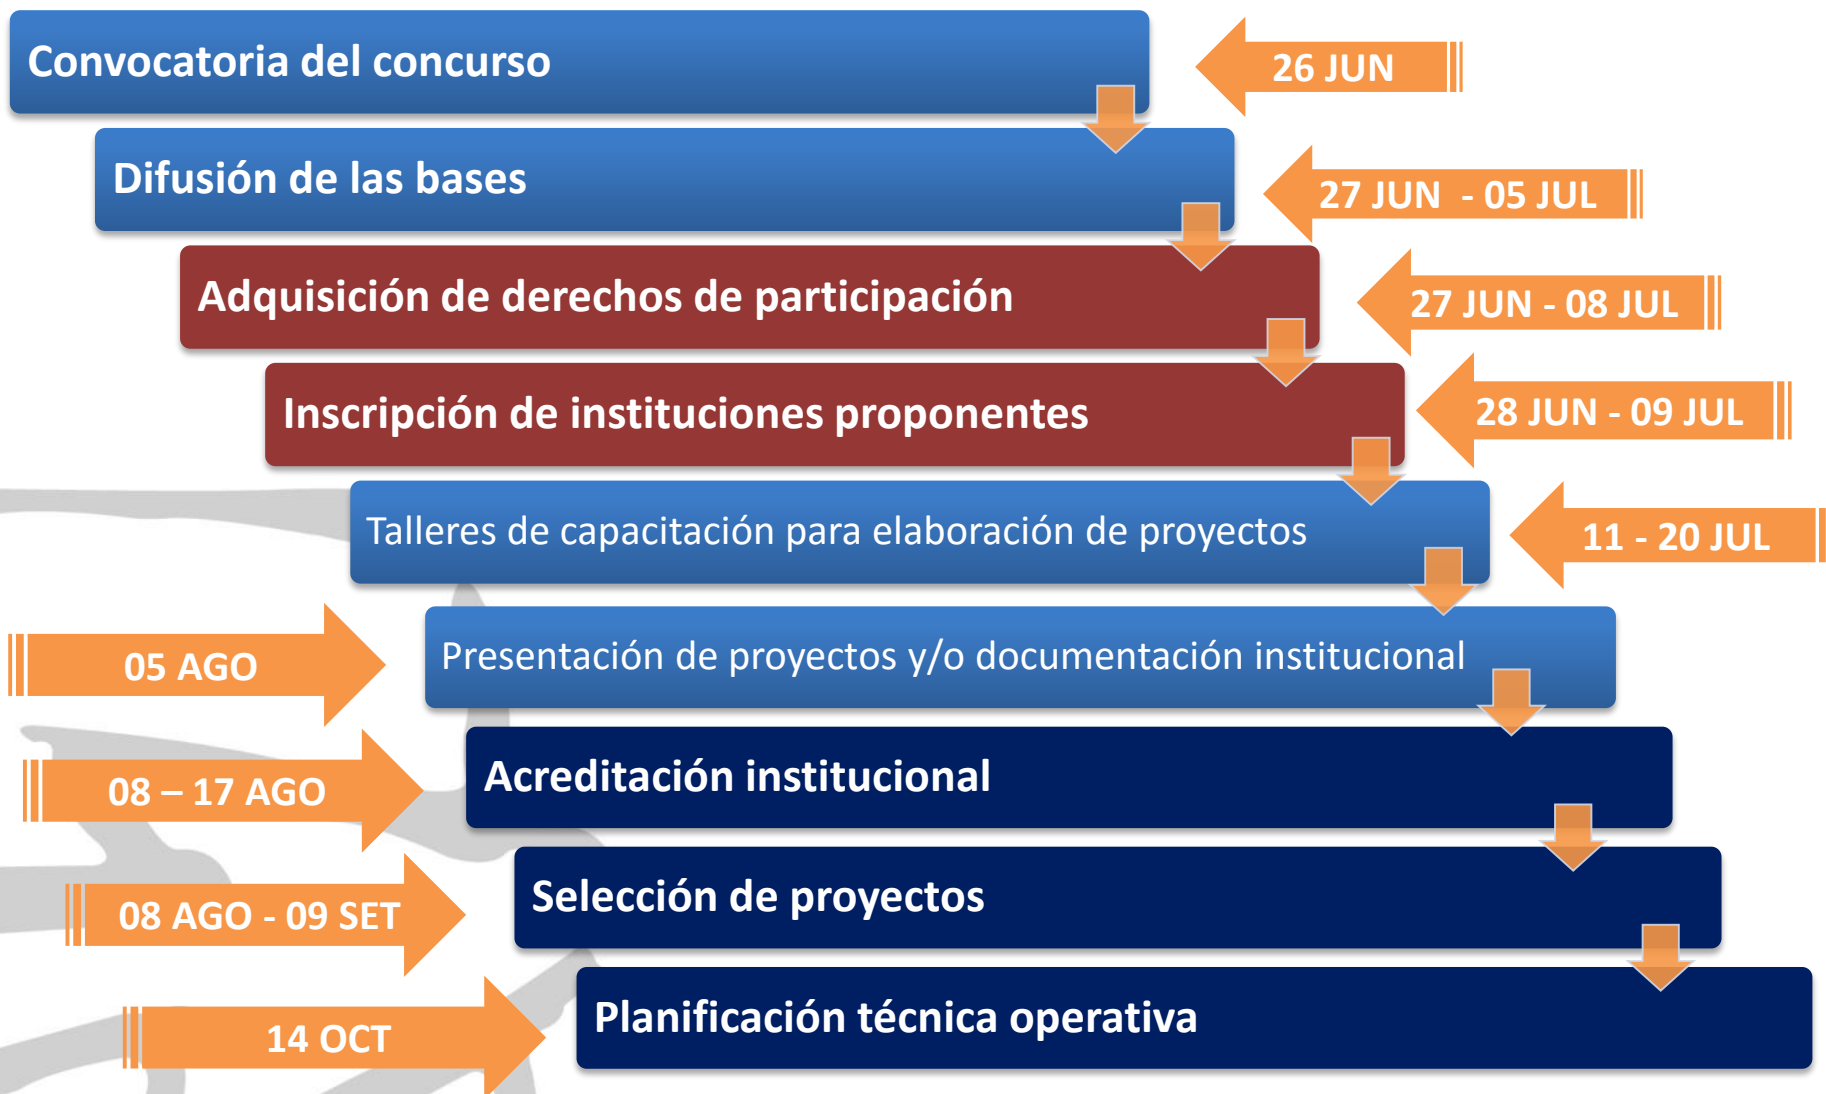 Convocatoria del concurso
26 JUN
Difusión de las bases
27 JUN - 05 JUL
Adquisición de derechos de participación
27 JUN - 08 JUL
Inscripción de instituciones proponentes
28 JUN - 09 JUL
Talleres de capacitación para elaboración de proyectos
11 - 20 JUL
05 AGO
Presentación de proyectos y/o documentación institucional
08 – 17 AGO
Acreditación institucional
08 AGO - 09 SET
Selección de proyectos
14 OCT
Planificación técnica operativa